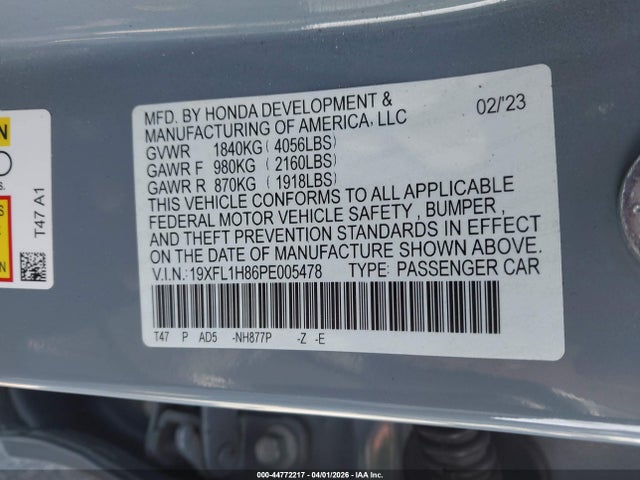 MFD. BY HONDA DEVELOPMENT & 02/'23
MANUFACTURING OF AMERICA, LLC
GVWR 1840KG ( 4056LBS)
GAWR F 980KG ( 2160LBS)
GAWR R 870KG ( 1918LBS)
THIS VEHICLE CONFORMS TO ALL APPLICABLE
FEDERAL MOTOR VEHICLE SAFETY , BUMPER ,
AND THEFT PREVENTION STANDARDS IN EFFECT
ON THE DATE OF MANUFACTURE SHOWN ABOVE.
V.I.N.: 19XFL1H86PE005478 TYPE: PASSENGER CAR
T47 P AD5 -NH877P -Z -E
T47 A1
000-44772217 - 04/01/2026 - IAA Inc.